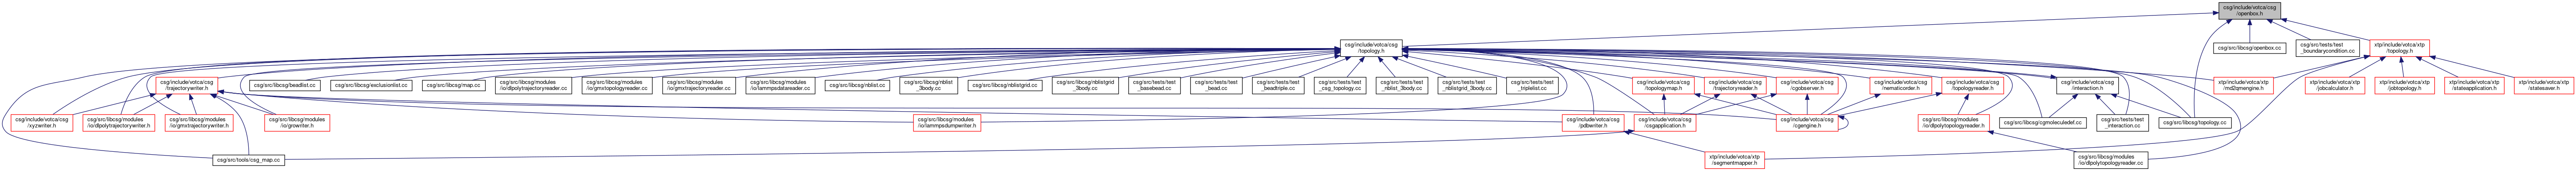 csg/include/votca/csg
/openbox.h
csg/include/votca/csg
/topology.h
csg/src/libcsg/openbox.cc
csg/src/tests/test
_boundarycondition.cc
xtp/include/votca/xtp
/topology.h
csg/include/votca/csg
/trajectorywriter.h
csg/src/libcsg/beadlist.cc
csg/src/libcsg/exclusionlist.cc
csg/src/libcsg/map.cc
csg/src/libcsg/modules
/io/dlpolytrajectoryreader.cc
csg/src/libcsg/modules
/io/gmxtopologyreader.cc
csg/src/libcsg/modules
/io/gmxtrajectoryreader.cc
csg/src/libcsg/modules
/io/lammpsdatareader.cc
csg/src/libcsg/nblist.cc
csg/src/libcsg/nblist
_3body.cc
csg/src/libcsg/nblistgrid.cc
csg/src/libcsg/nblistgrid
_3body.cc
csg/src/tests/test
_basebead.cc
csg/src/tests/test
_bead.cc
csg/src/tests/test
_beadtriple.cc
csg/src/tests/test
_csg_topology.cc
csg/src/tests/test
_nblist_3body.cc
csg/src/tests/test
_nblistgrid_3body.cc
csg/src/tests/test
_triplelist.cc
csg/include/votca/csg
/topologymap.h
csg/include/votca/csg
/trajectoryreader.h
csg/include/votca/csg
/cgobserver.h
csg/include/votca/csg
/nematicorder.h
csg/include/votca/csg
/topologyreader.h
csg/include/votca/csg
/interaction.h
xtp/include/votca/xtp
/md2qmengine.h
xtp/include/votca/xtp
/jobcalculator.h
xtp/include/votca/xtp
/jobtopology.h
xtp/include/votca/xtp
/stateapplication.h
xtp/include/votca/xtp
/statesaver.h
csg/include/votca/csg
/xyzwriter.h
csg/src/libcsg/modules
/io/dlpolytrajectorywriter.h
csg/src/libcsg/modules
/io/gmxtrajectorywriter.h
csg/src/libcsg/modules
/io/growriter.h
csg/src/libcsg/modules
/io/lammpsdumpwriter.h
csg/include/votca/csg
/pdbwriter.h
csg/include/votca/csg
/csgapplication.h
csg/include/votca/csg
/cgengine.h
csg/src/libcsg/modules
/io/dlpolytopologyreader.h
csg/src/libcsg/cgmoleculedef.cc
csg/src/tests/test
_interaction.cc
csg/src/libcsg/topology.cc
csg/src/tools/csg_map.cc
xtp/include/votca/xtp
/segmentmapper.h
csg/src/libcsg/modules
/io/dlpolytopologyreader.cc